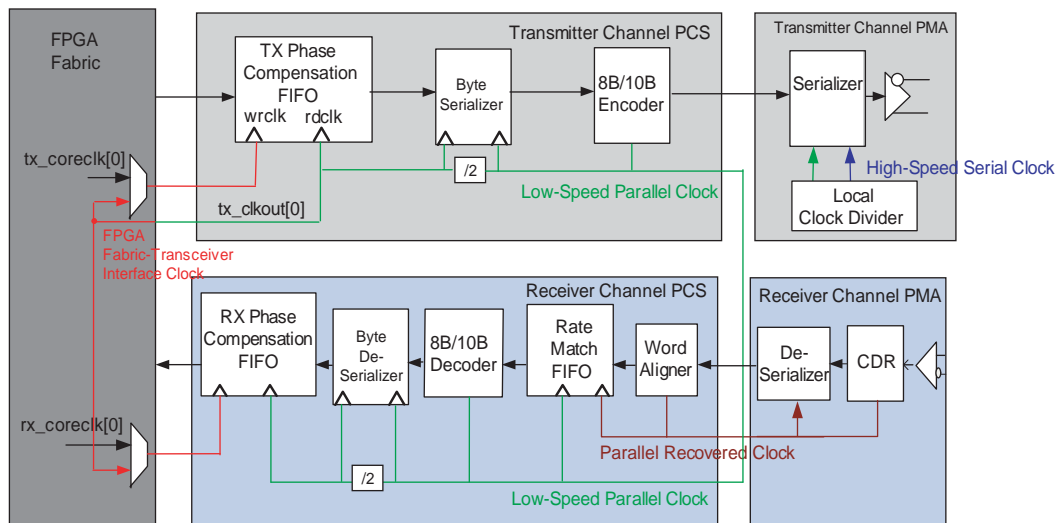 FPGA
Fabric
Transmitter Channel PCS
Transmitter Channel PMA
TX Phase
Compensation
FIFO
wrclk
rdclk
Byte
Serializer
8B/10B
Encoder
Serializer
tx_coreclk[0]
/2
High-Speed Serial Clock
Low-Speed Parallel Clock
Local
Clock Divider
tx_clkout[0]
FPGA
Fabric-Transceiver
Interface Clock
Receiver Channel PCS
Receiver Channel PMA
RX Phase
Compensation
FIFO
Byte
De-
Serializer
8B/10B
Decoder
Rate
Match
FIFO
Word
Aligner
De-
Serializer
CDR
rx_coreclk[0]
Parallel Recovered Clock
/2
Low-Speed Parallel Clock